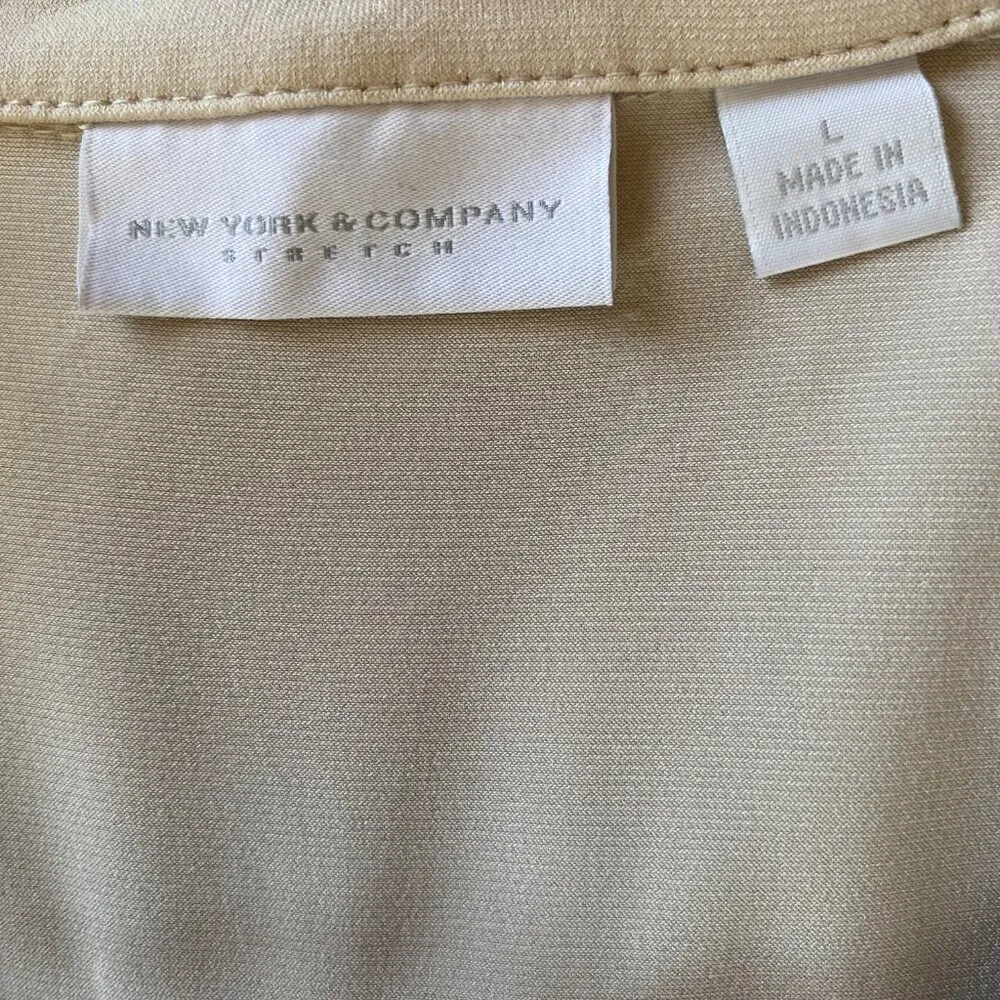 NEW YORK & COMPANY
STRETCH
L
MADE IN
INDONESIA